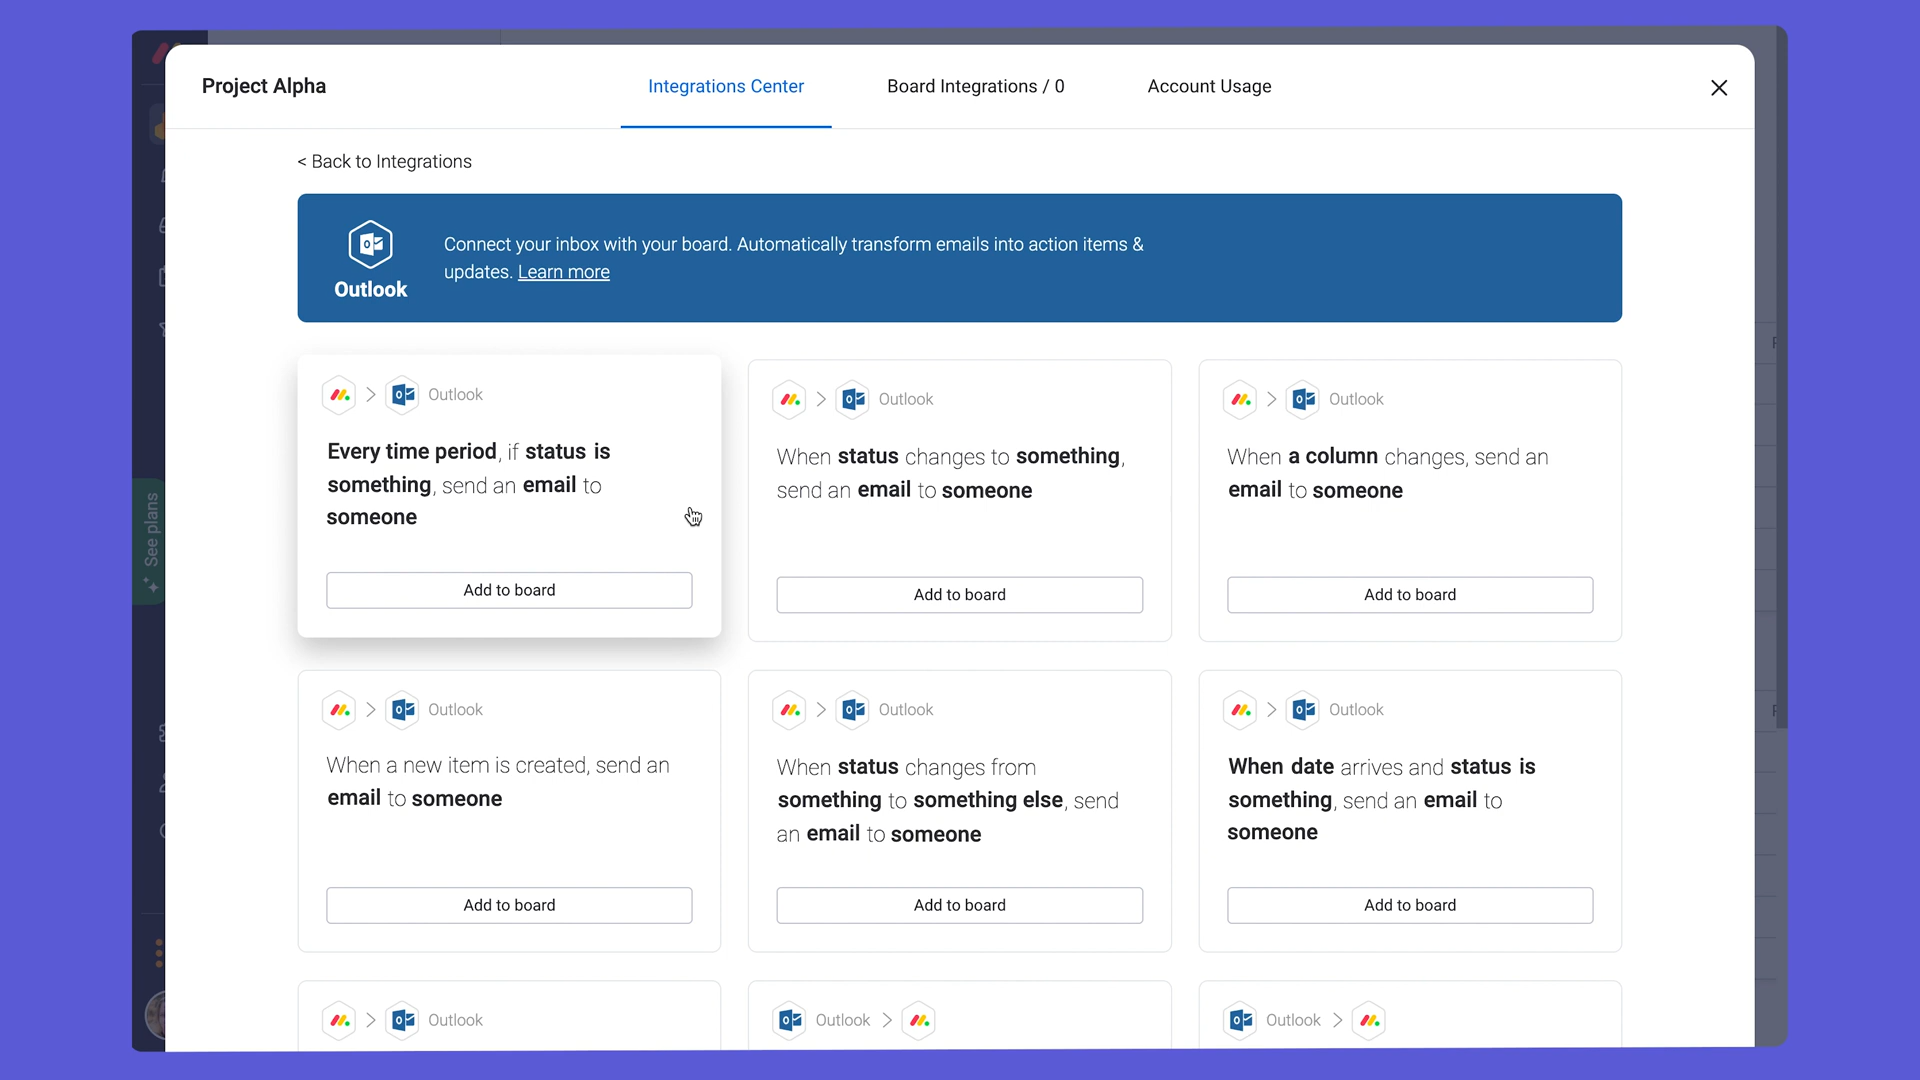 Project Alpha
Integrations Center
Board Integrations / 0
Account Usage
< Back to Integrations
Outlook
Connect your inbox with your board. Automatically transform emails into action items &
updates. Learn more
Outlook
Every time period, if status is
something, send an email to
someone
Add to board
Outlook
When status changes to something,
send an email to someone
Add to board
Outlook
When a column changes, send an
email to someone
Add to board
Outlook
When a new item is created, send an
email to someone
Add to board
Outlook
When status changes from
something to something else, send
an email to someone
Add to board
Outlook
When date arrives and status is
something, send an email to
someone
Add to board
Outlook
Outlook
Outlook
See plans